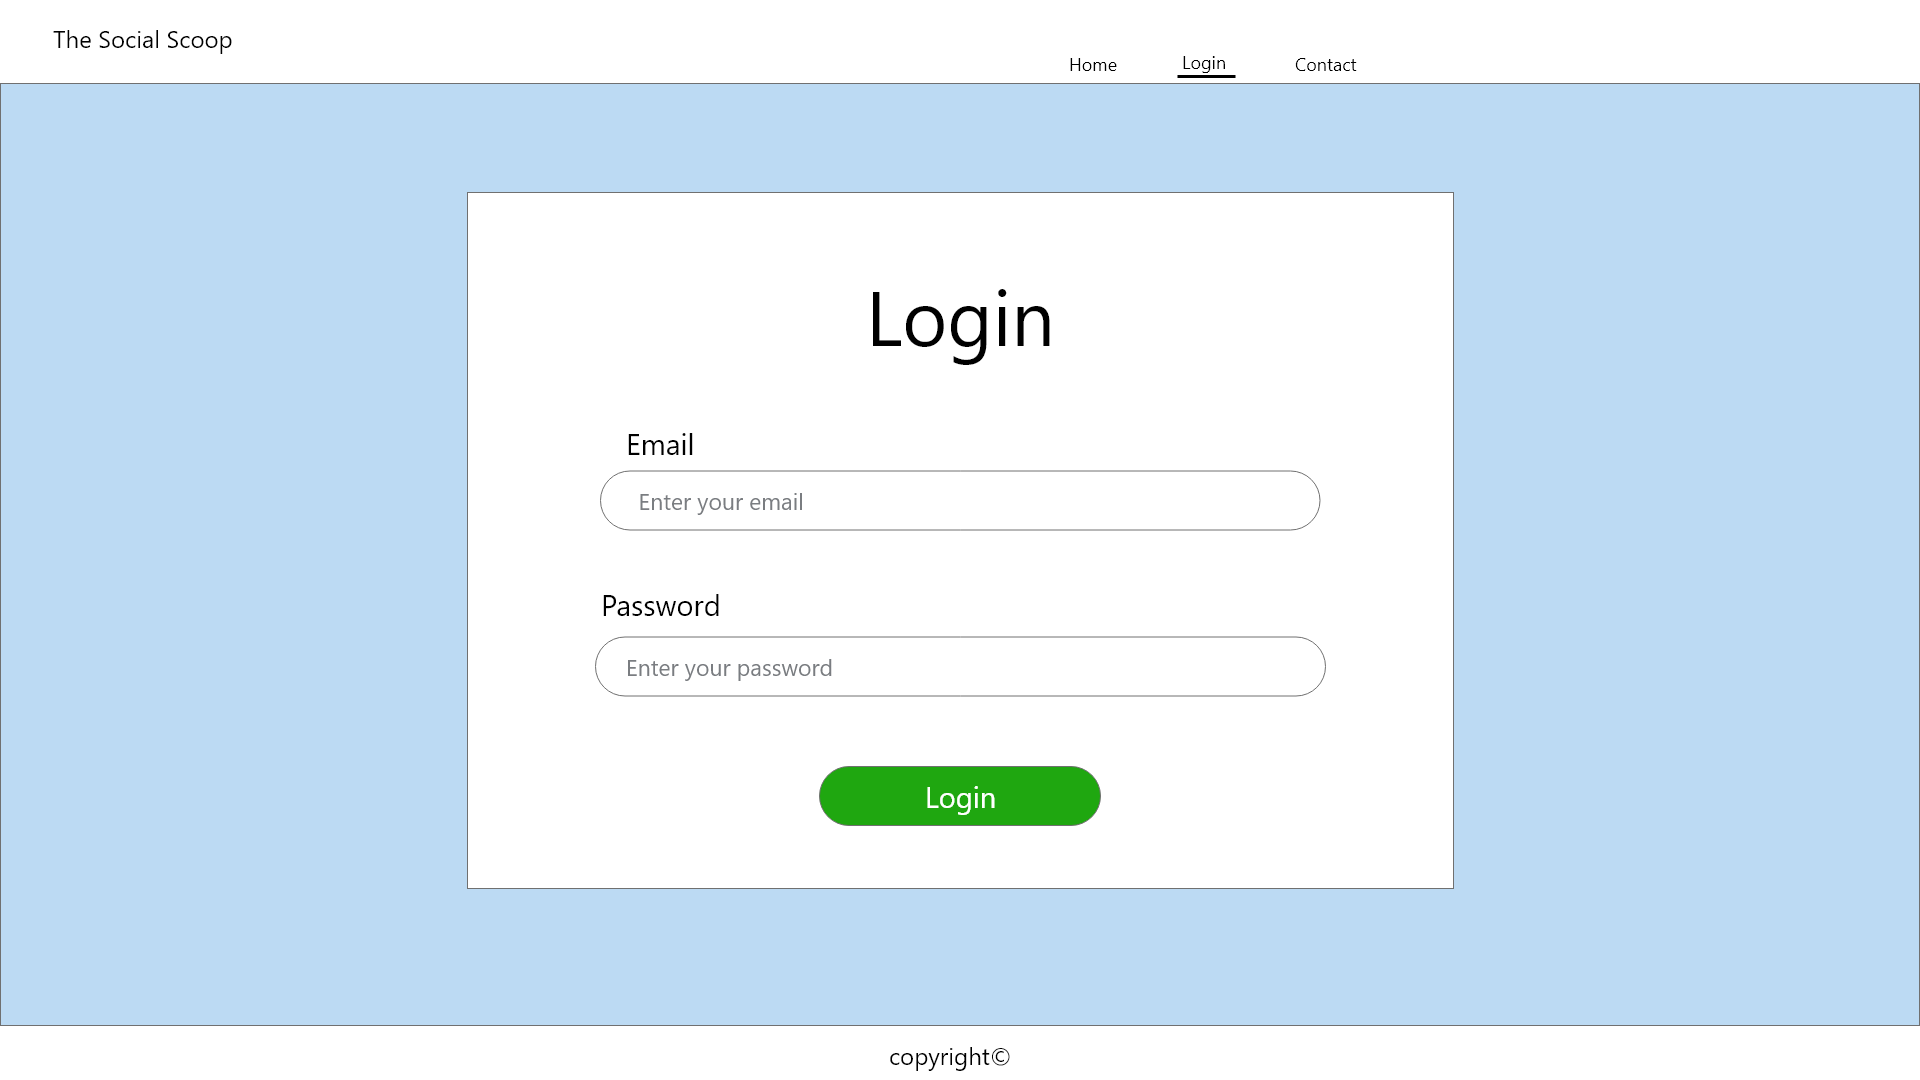 The Social Scoop
Home Login Contact
Login
Email
Enter your email
Password
Enter your password
Login
copyright©